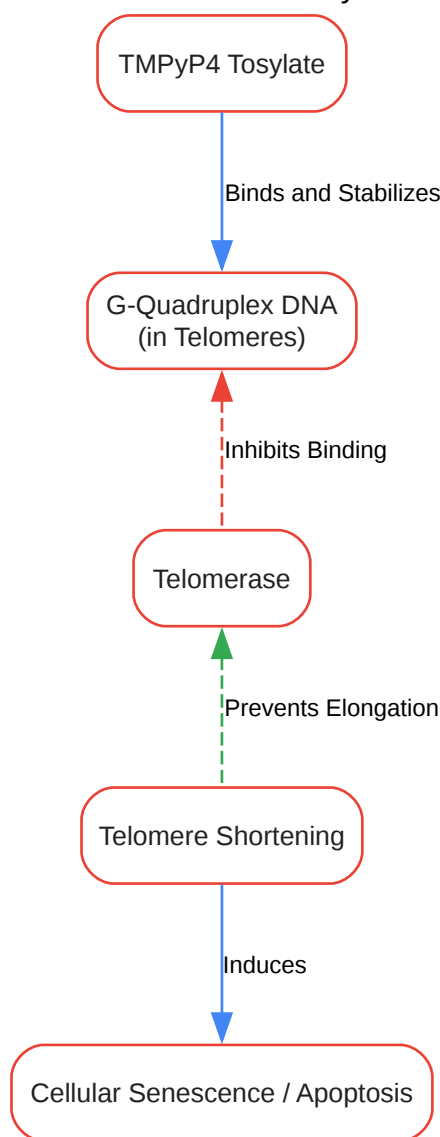 TMPyP4 Tosylate
Binds and Stabilizes
G-Quadruplex DNA
(in Telomeres)
Inhibits Binding
Telomerase
Prevents Elongation
Telomere Shortening
Induces
Cellular Senescence / Apoptosis